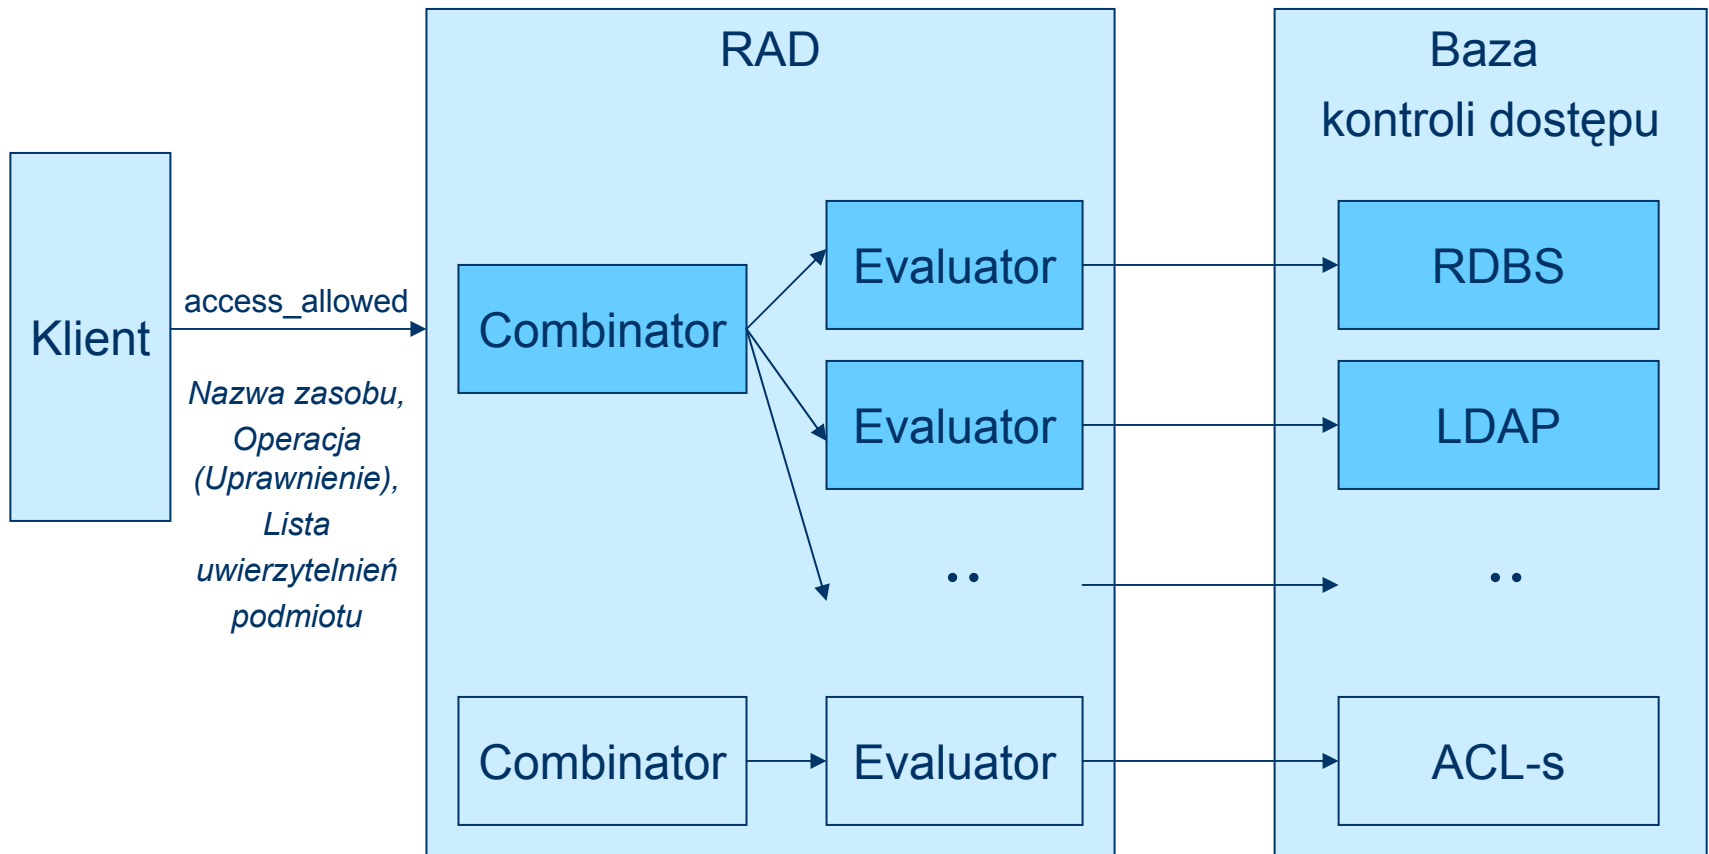 RAD
Baza
kontroli dostępu
Klient
access_allowed
Nazwa zasobu,
Operacja
(Uprawnienie),
Lista
uwierzytelnień
podmiotu
Combinator
Evaluator
RDBS
Evaluator
LDAP
..
..
Combinator
Evaluator
ACL-s